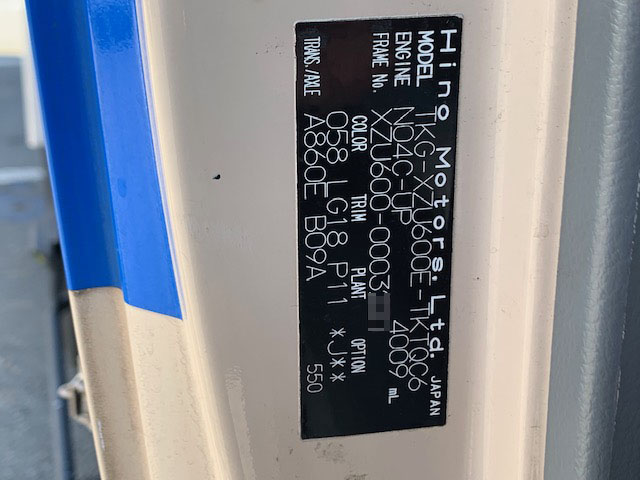 Hino Motors, Ltd. JAPAN
MODEL TKG-XZU600E-TKTQC6
ENGINE N04C-UP 4009 mL
FRAME No. XZU600-0003
COLOR TRIM PLANT OPTION
058 LG18 P11 *J**
TRANS./AXLE A860E B09A 550